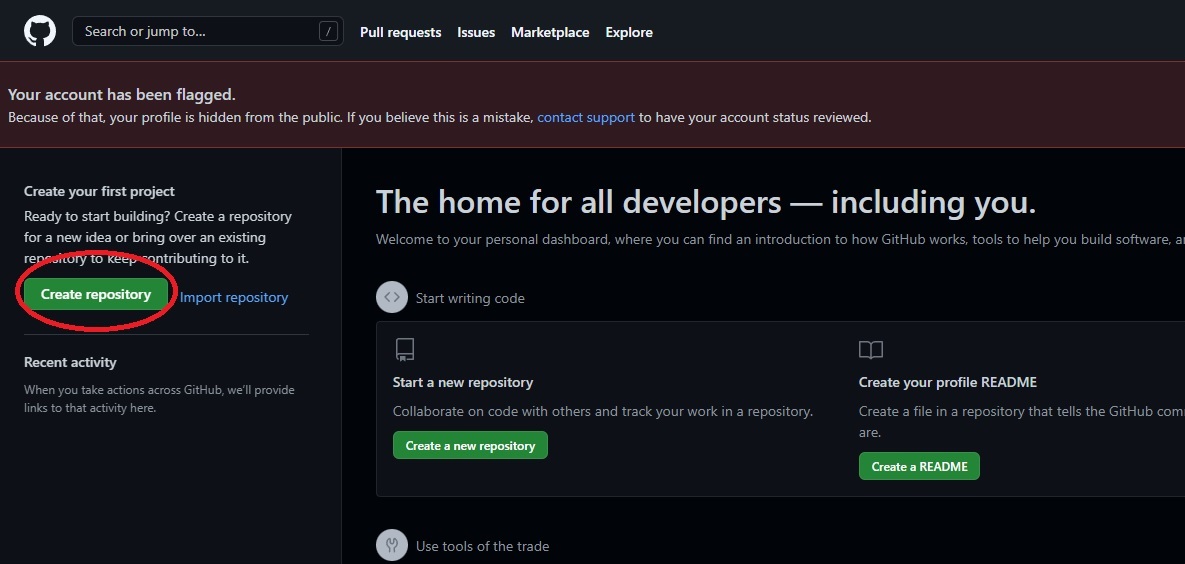 Search or jump to...
/
Pull requests
Issues
Marketplace
Explore
Your account has been flagged.
Because of that, your profile is hidden from the public. If you believe this is a mistake, contact support to have your account status reviewed.
Create your first project
Ready to start building? Create a repository
for a new idea or bring over an existing
repository to keep contributing to it.
Create repository
Import repository
Recent activity
When you take actions across GitHub, we'll provide
links to that activity here.
The home for all developers — including you.
Welcome to your personal dashboard, where you can find an introduction to how GitHub works, tools to help you build software,
Start writing code
Start a new repository
Collaborate on code with others and track your work in a repository.
Create a new repository
Create your profile README
Create a file in a repository that tells the GitHub
are.
Create a README
Use tools of the trade